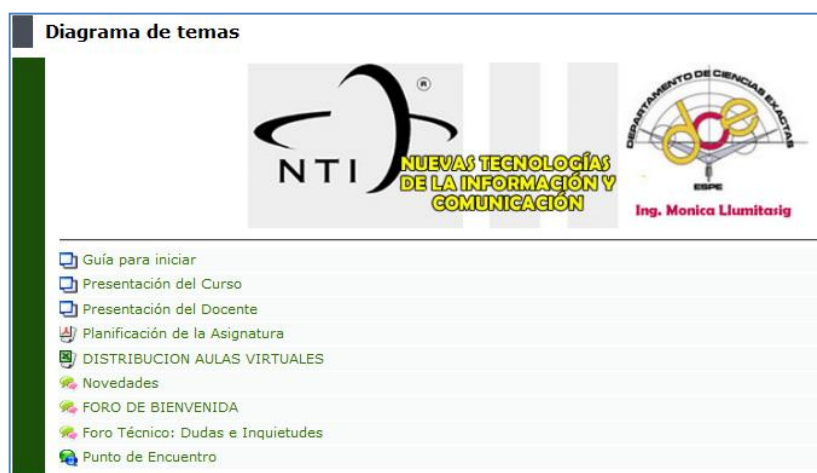 Diagrama de temas
®
NTI
NUEVAS TECNOLOGÍAS
DE LA INFORMACIÓN Y
COMUNICACIÓN
DEPARTAMENTO DE CIENCIAS EXACTAS
dce
ESPE
Ing. Monica Llumitasig
Guía para iniciar
Presentación del Curso
Presentación del Docente
Planificación de la Asignatura
DISTRIBUCION AULAS VIRTUALES
Novedades
FORO DE BIENVENIDA
Foro Técnico: Dudas e Inquietudes
Punto de Encuentro